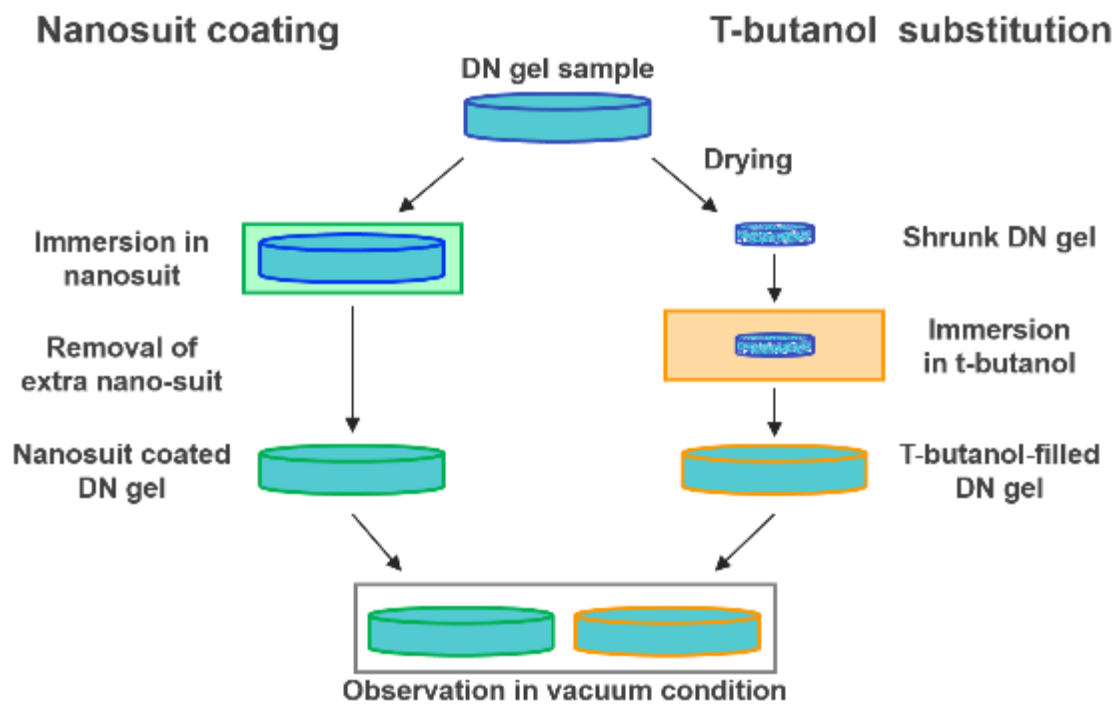 Nanosuit coating
T-butanol substitution
DN gel sample
Drying
Immersion in
nanosuit
Shrunk DN gel
Removal of
extra nano-suit
Immersion
in t-butanol
Nanosuit coated
DN gel
T-butanol-filled
DN gel
Observation in vacuum condition